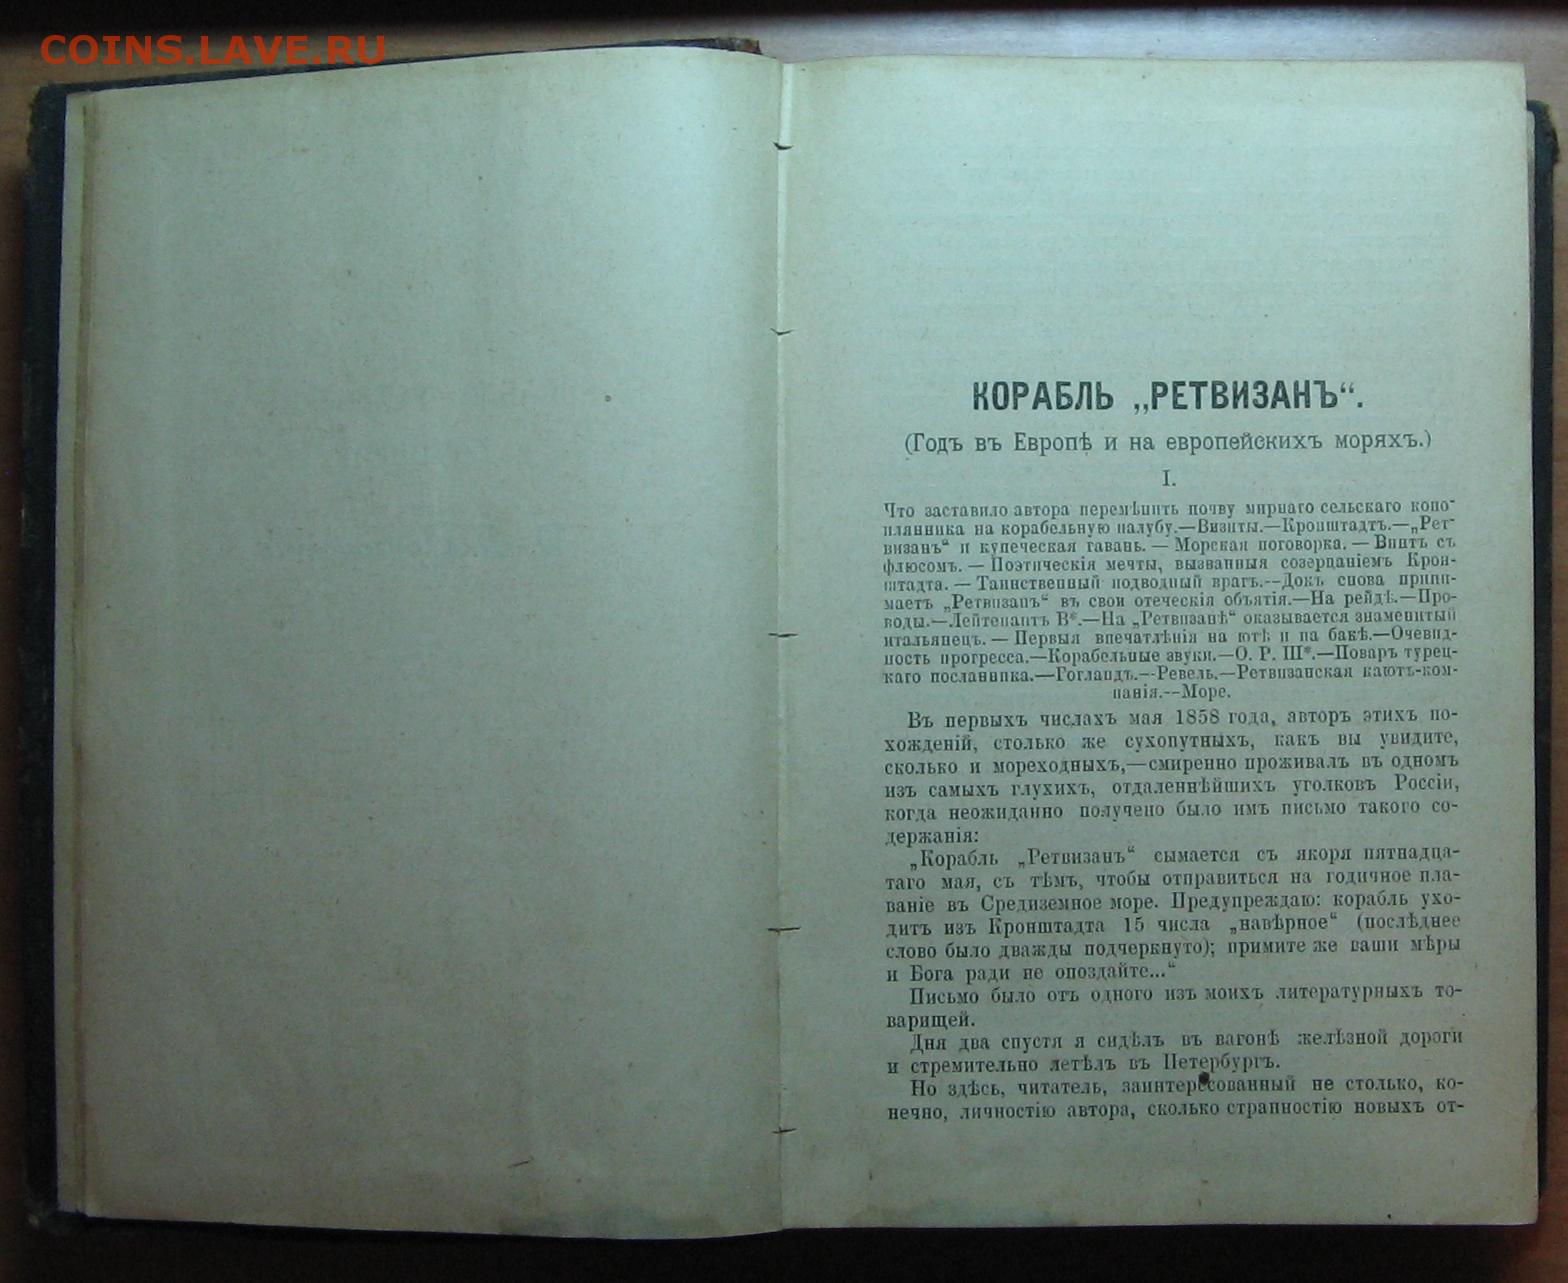 COINS.LAVE.RU
КОРАБЛЬ „РЕТВИЗАНЪ“.
(Годъ въ Европѣ и на европейскихъ моряхъ.)
I.
Что заставило автора перемѣнить почву мирнаго сельскаго коно-
плянника на корабельную палубу.—Визиты.—Кронштадтъ.—„Рет-
визанъ“ и купеческая гавань.—Морская поговорка.—Винтъ съ
флюсомъ.—Поэтическія мечты, вызванныя созерцаніемъ Крон-
штадта.—Таинственный подводный врагъ.—Докъ снова прини-
маетъ „Ретвизанъ“ въ свои отеческія объятія.—На рейдѣ.—Про-
воды.—Лейтенантъ В*.—На „Ретвизанѣ“ оказывается знаменитый
итальянецъ.—Первыя впечатлѣнія на ютѣ и на бакѣ.—Очевид-
ность прогресса.—Корабельные звуки.—О. Р. Ш*.—Поваръ турец-
каго посланника.—Гогландъ.—Ревель.—Ретвизанская каютъ-ком-
панія.—Море.
Въ первыхъ числахъ мая 1858 года, авторъ этихъ по-
хожденій, столько же сухопутныхъ, какъ вы увидите,
сколько и мореходныхъ,—смиренно проживалъ въ одномъ
изъ самыхъ глухихъ, отдаленнѣйшихъ уголковъ Россіи,
когда неожиданно получено было имъ письмо такого со-
держанія:
„Корабль „Ретвизанъ“ сымается съ якоря пятнадца-
таго мая, съ тѣмъ, чтобы отправиться на годичное пла-
ваніе въ Средиземное море. Предупреждаю: корабль ухо-
дитъ изъ Кронштадта 15 числа „навѣрное“ (послѣднее
слово было дважды подчеркнуто); примите же ваши мѣры
и Бога ради не опоздайте...“
Письмо было отъ одного изъ моихъ литературныхъ то-
варищей.
Дня два спустя я сидѣлъ въ вагонѣ желѣзной дороги
и стремительно летѣлъ въ Петербургъ.
Но здѣсь, читатель, заинтересованный не столько, ко-
нечно, личностію автора, сколько странностію новыхъ от-